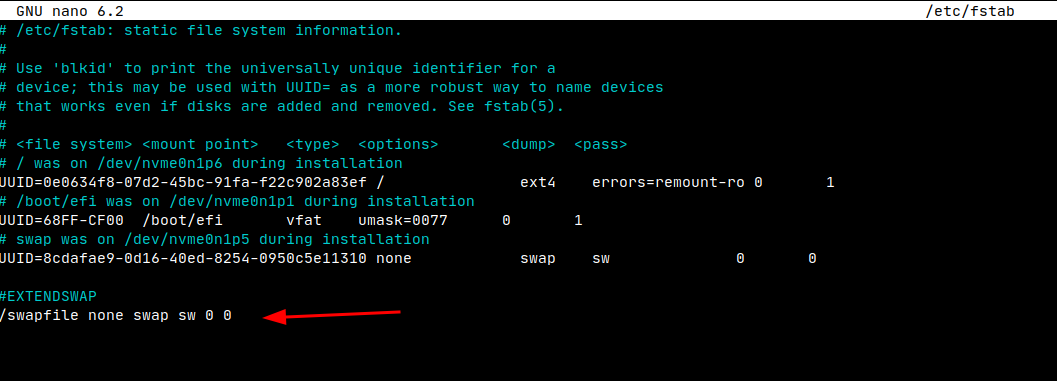 GNU nano 6.2 /etc/fstab
# /etc/fstab: static file system information.
#
# Use 'blkid' to print the universally unique identifier for a
# device; this may be used with UUID= as a more robust way to name devices
# that works even if disks are added and removed. See fstab(5).
#
# <file system> <mount point>   <type>  <options>       <dump>  <pass>
# / was on /dev/nvme0n1p6 during installation
UUID=0e0634f8-07d2-45bc-91fa-f22c902a83ef /               ext4    errors=remount-ro 0       1
# /boot/efi was on /dev/nvme0n1p1 during installation
UUID=68FF-CF00  /boot/efi       vfat    umask=0077      0       1
# swap was on /dev/nvme0n1p5 during installation
UUID=8cdafae9-0d16-40ed-8254-0950c5e11310 none            swap    sw              0       0
#EXTENDSWAP
/swapfile none swap sw 0 0